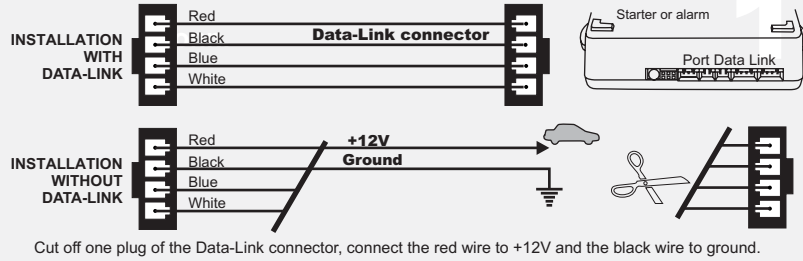 INSTALLATION
WITH
DATA-LINK
Red
Black
Blue
White
Data-Link connector
Starter or alarm
1
Port Data Link
INSTALLATION
WITHOUT
DATA-LINK
Red
Black
Blue
White
+12V
Ground
Cut off one plug of the Data-Link connector, connect the red wire to +12V and the black wire to ground.